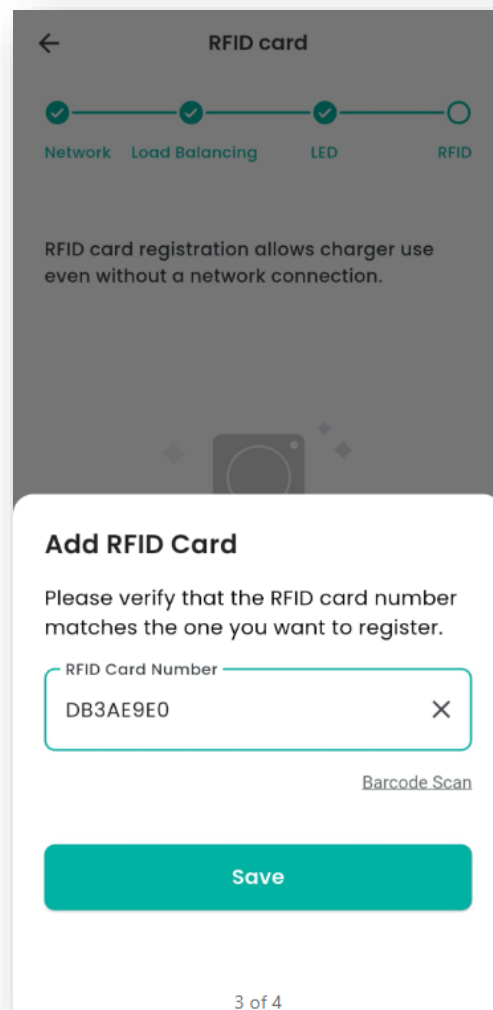 RFID card
Network Load Balancing LED RFID
RFID card registration allows charger use
even without a network connection.
Add RFID Card
Please verify that the RFID card number
matches the one you want to register.
RFID Card Number
DB3AE9E0
Barcode Scan
Save
3 of 4